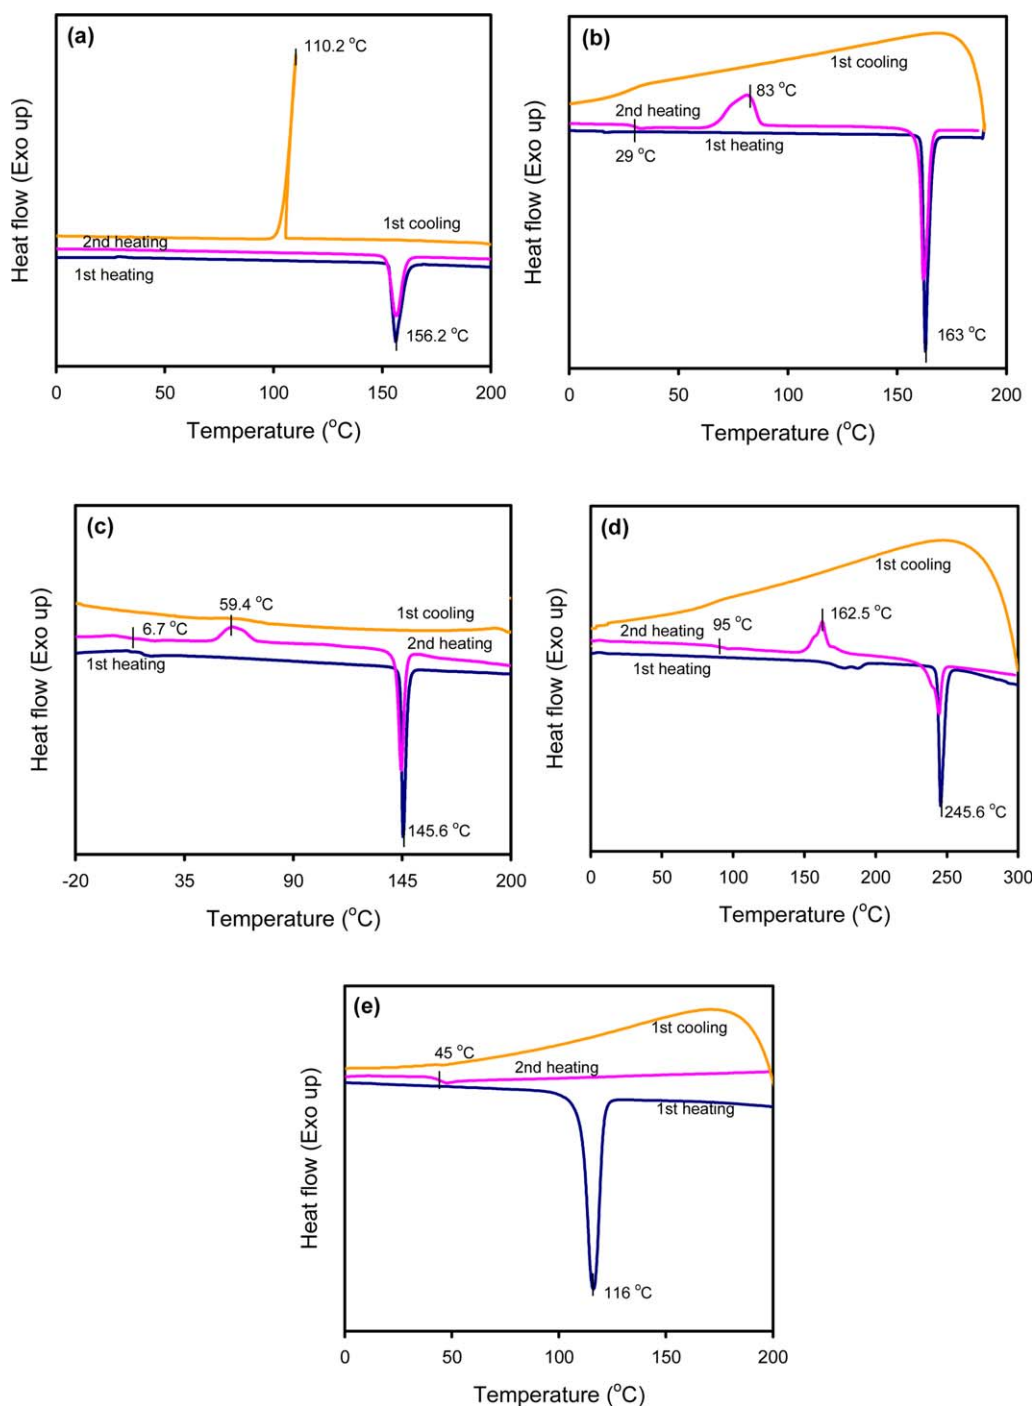 (a)
110.2 °C
1st cooling
2nd heating
1st heating
156.2 °C
Heat flow (Exo up)
0 50 100 150 200
Temperature (°C)
(b)
1st cooling
83 °C
2nd heating
29 °C
1st heating
163 °C
Heat flow (Exo up)
0 50 100 150 200
Temperature (°C)
(c)
59.4 °C
6.7 °C
1st cooling
2nd heating
1st heating
145.6 °C
Heat flow (Exo up)
-20 35 90 145 200
Temperature (°C)
(d)
1st cooling
162.5 °C
95 °C
2nd heating
1st heating
245.6 °C
Heat flow (Exo up)
0 50 100 150 200 250 300
Temperature (°C)
(e)
1st cooling
45 °C
2nd heating
1st heating
116 °C
Heat flow (Exo up)
0 50 100 150 200
Temperature (°C)